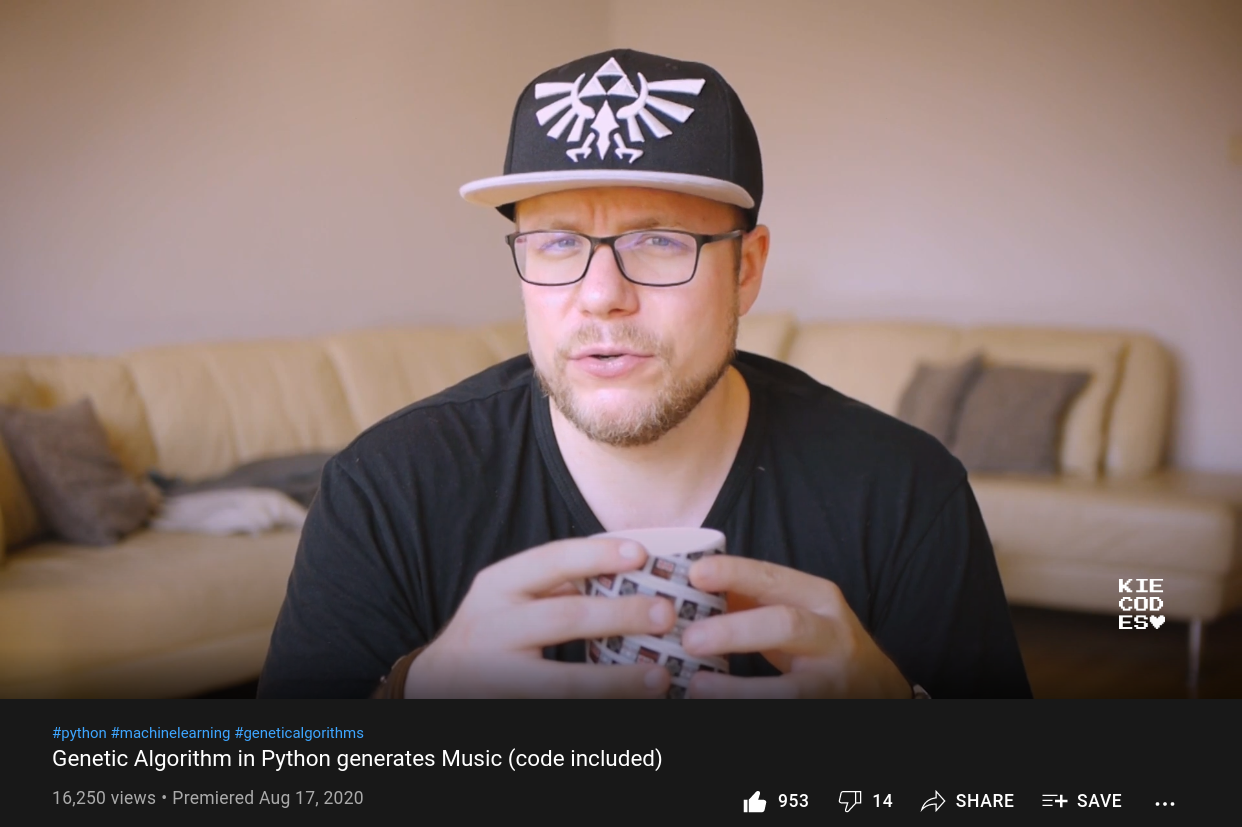 KIE
COD
ES
#python #machinelearning #geneticalgorithms
Genetic Algorithm in Python generates Music (code included)
16,250 views • Premiered Aug 17, 2020
953
14
SHARE
SAVE